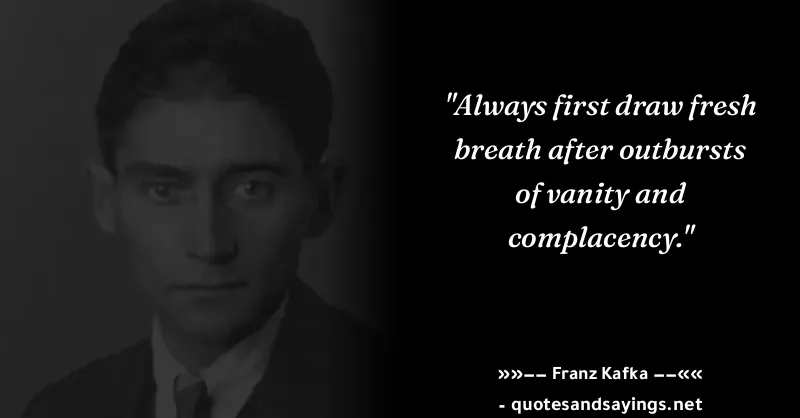 "Always first draw fresh
breath after outbursts
of vanity and
complacency."
»»−− Franz Kafka −−««
- quotesandsayings.net